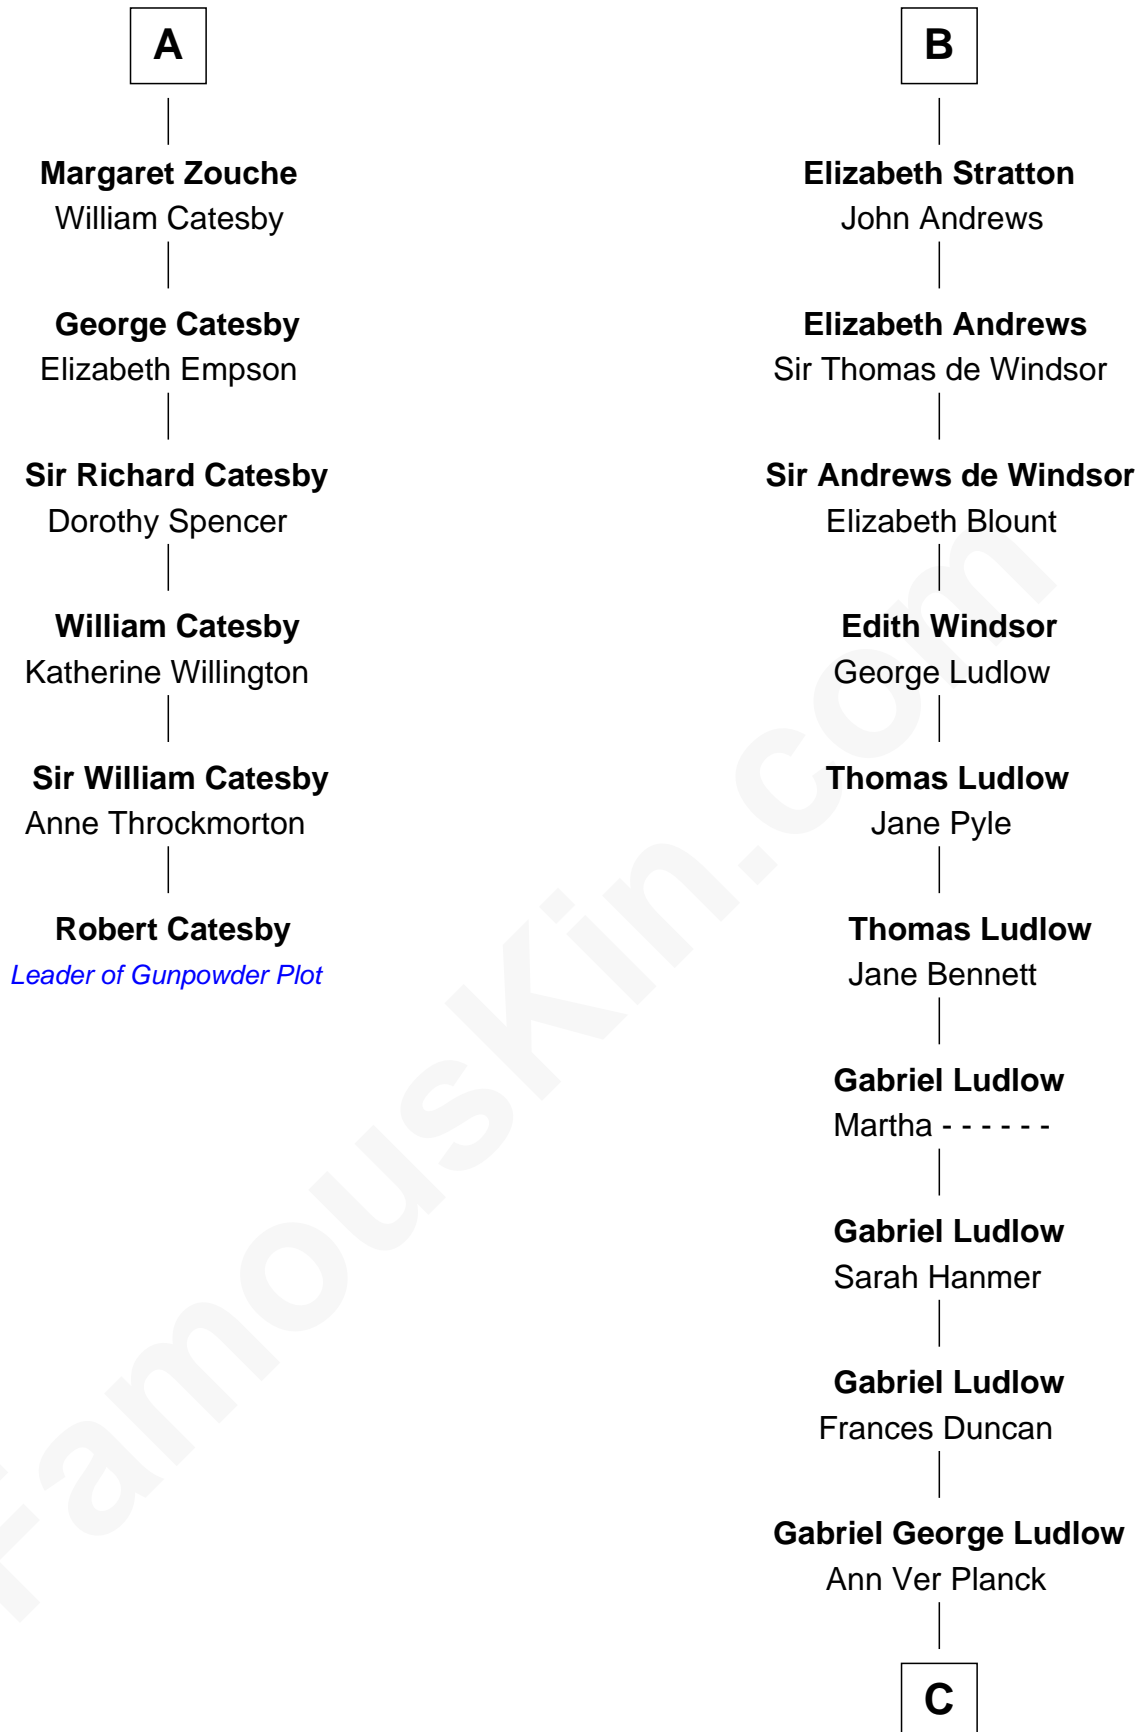 A
Margaret Zouche
William Catesby
George Catesby
Elizabeth Empson
Sir Richard Catesby
Dorothy Spencer
William Catesby
Katherine Willington
Sir William Catesby
Anne Throckmorton
Robert Catesby
Leader of Gunpowder Plot
B
Elizabeth Stratton
John Andrews
Elizabeth Andrews
Sir Thomas de Windsor
Sir Andrews de Windsor
Elizabeth Blount
Edith Windsor
George Ludlow
Thomas Ludlow
Jane Pyle
Thomas Ludlow
Jane Bennett
Gabriel Ludlow
Martha - - - - - -
Gabriel Ludlow
Sarah Hanmer
Gabriel Ludlow
Frances Duncan
Gabriel George Ludlow
Ann Ver Planck
C
FamousKin.com